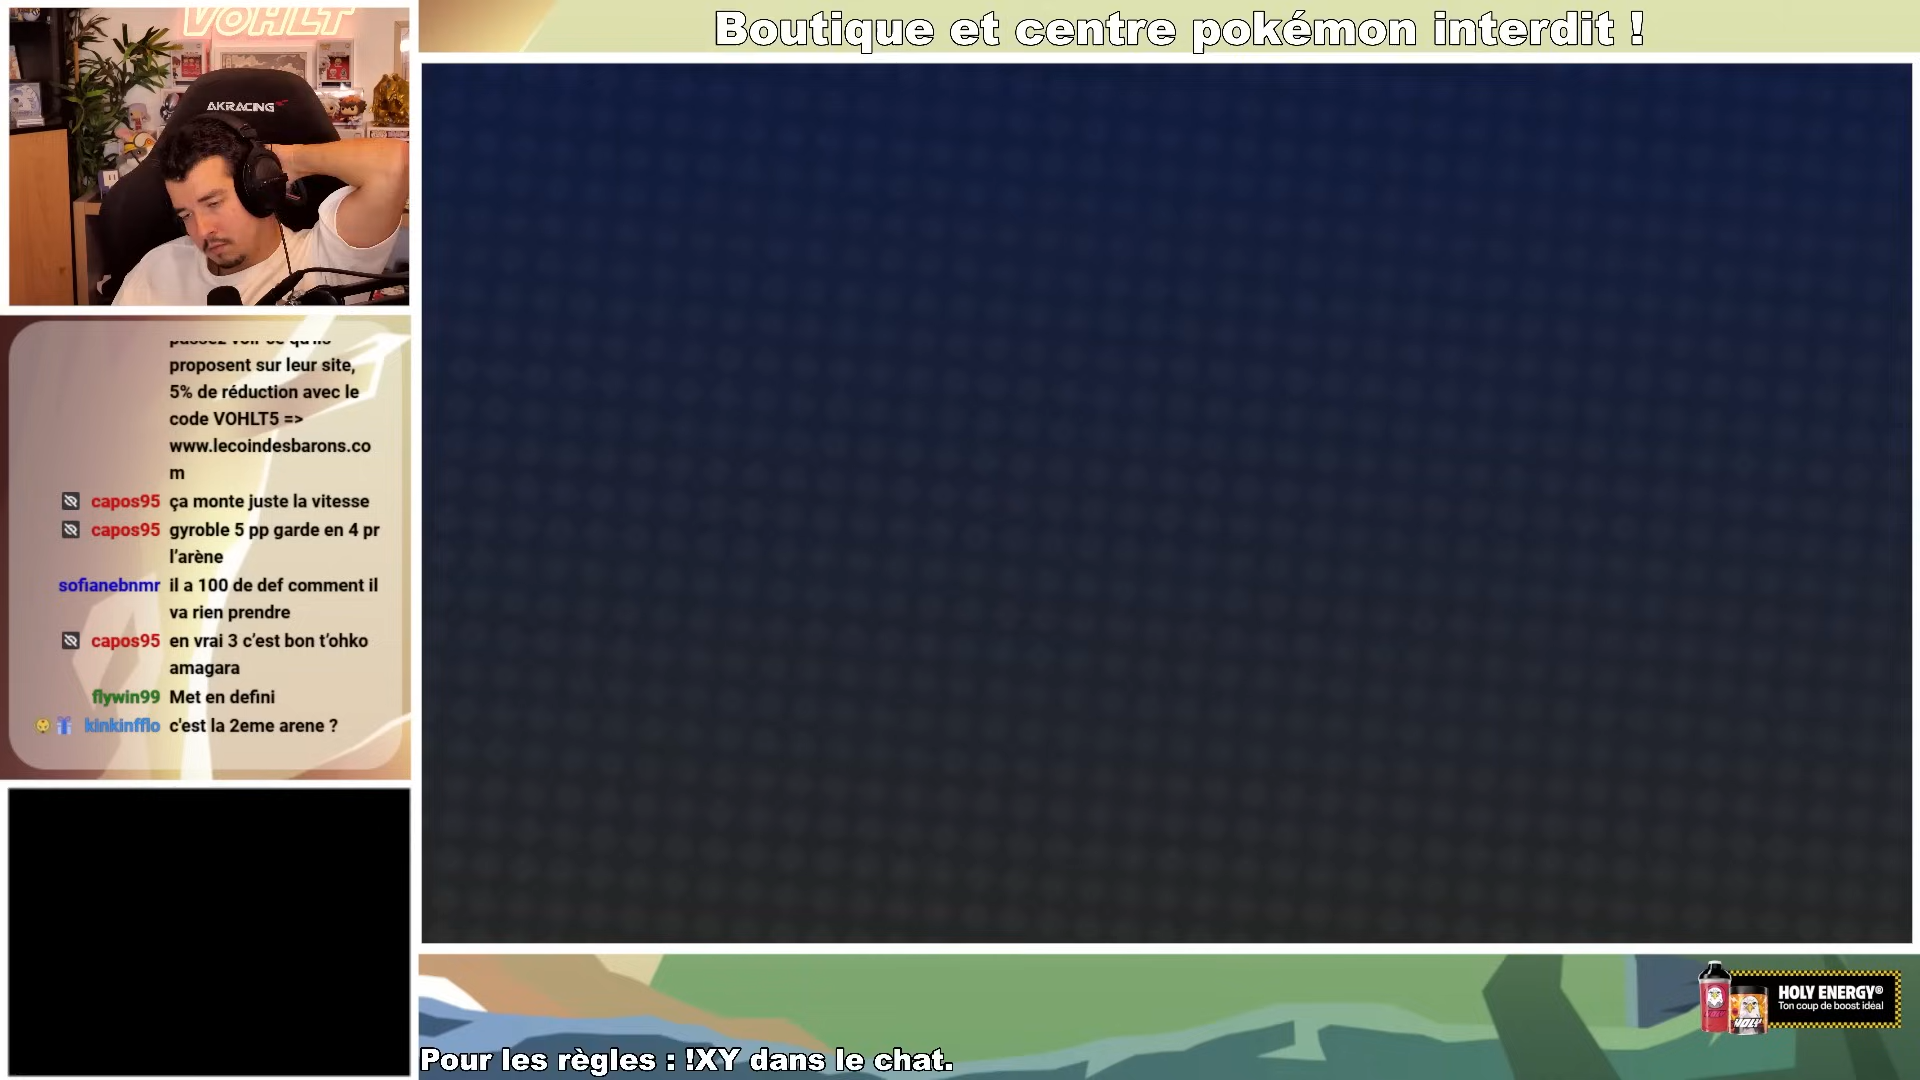 VOHLT
AKRACING
Boutique et centre pokémon interdit !
proposent sur leur site,
5% de réduction avec le
code VOHLT5 =>
www.lecoindesbarons.co
m
capos95 ça monte juste la vitesse
capos95 gyroble 5 pp garde en 4 pr
l'arène
sofianebnmr il a 100 de def comment il
va rien prendre
capos95 en vrai 3 c'est bon t'ohko
amagara
flywin99 Met en defini
kinkinfflo c'est la 2eme arene ?
HOLY ENERGY®
Ton coup de boost idéal
HOLY
Pour les règles : !XY dans le chat.